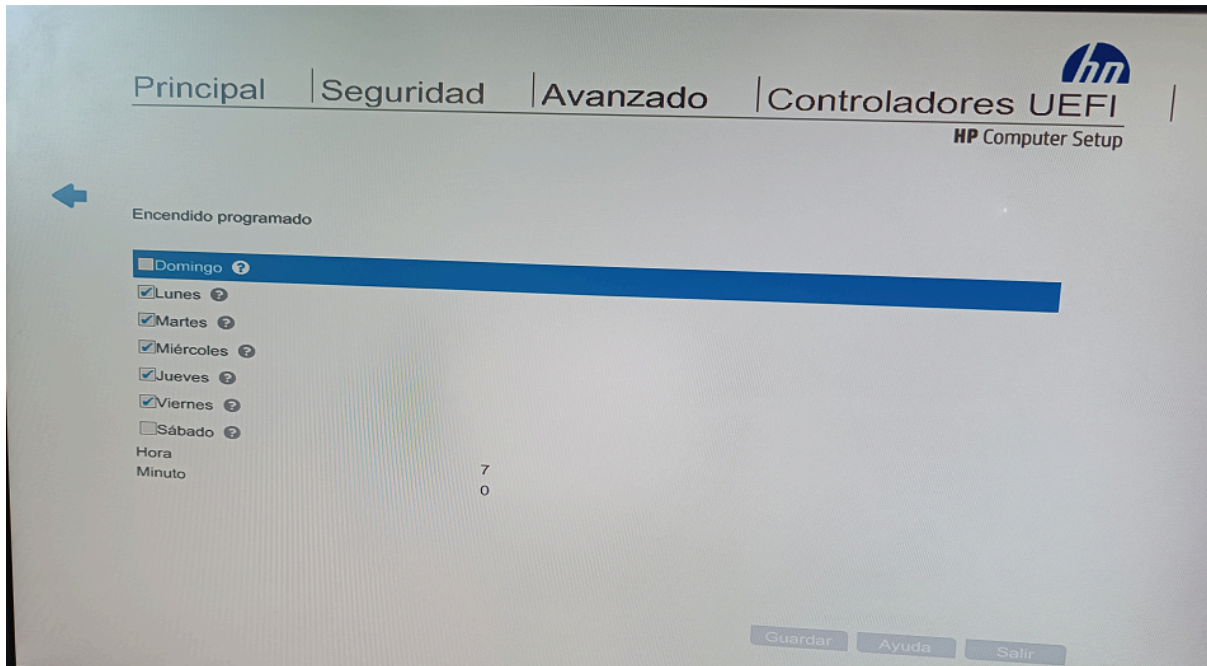 hp
Principal Seguridad Avanzado Controladores UEFI
HP Computer Setup
Encendido programado
Domingo ?
Lunes ?
Martes ?
Miércoles ?
Jueves ?
Viernes ?
Sábado ?
Hora 7
Minuto 0
Guardar Ayuda Salir